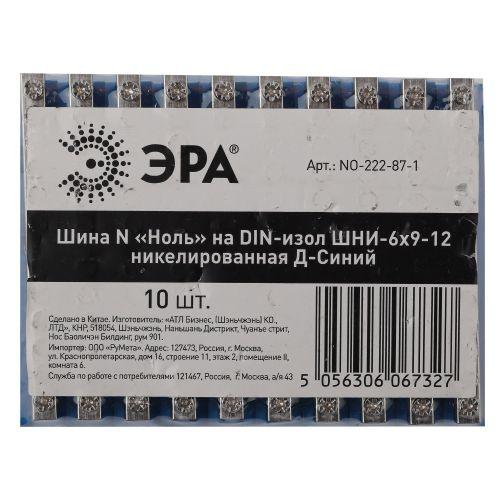 ЭРА®
Арт.: NO-222-87-1
Шина N «Ноль» на DIN-изол ШНИ-6х9-12
никелированная Д-Синий
10 шт.
Сделано в Китае. Изготовитель: «АТЛ Бизнес, (Шэньчжэнь) КО.,
ЛТД», КНР, 518054, Шэньчжэнь, Наньшань Дистрикт, Чуанъе стрит,
Нос Баоличэн Билдинг, рум 901.
Импортер: ООО «РуМета». Адрес: 127473, Россия, г. Москва,
ул. Краснопролетарская, дом 16, строение 11, этаж 2, помещение II,
комната 6.
Служба по работе с потребителями 121467, Россия, г. Москва, а/я 43
5 056306 067327